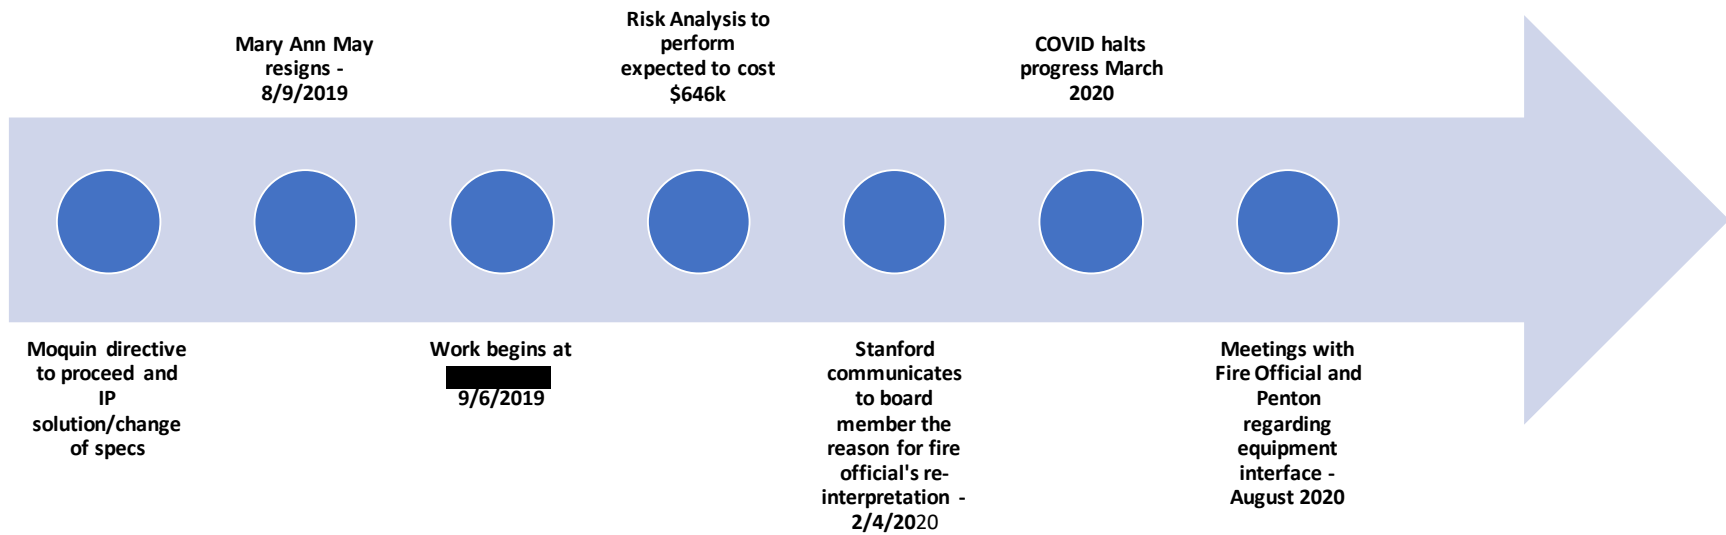 Moquin directive
to proceed and
IP
solution/change
of specs
Mary Ann May
resigns -
8/9/2019
Work begins at
9/6/2019
Risk Analysis to
perform
expected to cost
$646k
Stanford
communicates
to board
member the
reason for fire
official's re-
interpretation -
2/4/2020
COVID halts
progress March
2020
Meetings with
Fire Official and
Penton
regarding
equipment
interface -
August 2020